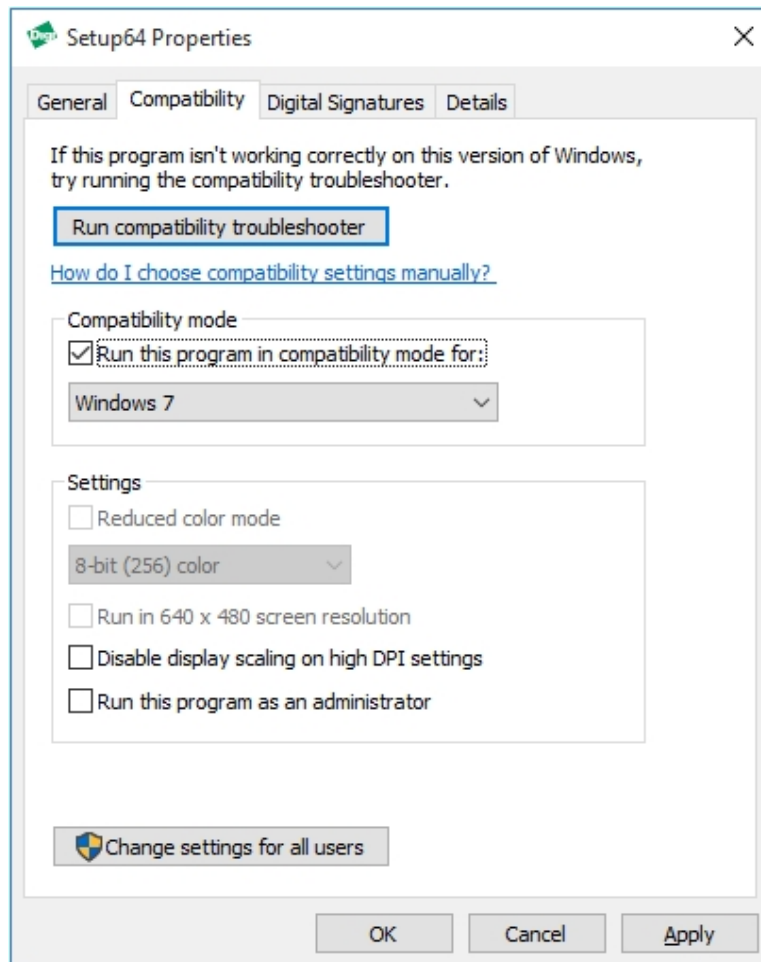 Digi
Setup64 Properties
General Compatibility Digital Signatures Details
If this program isn't working correctly on this version of Windows,
try running the compatibility troubleshooter.
Run compatibility troubleshooter
How do I choose compatibility settings manually?
Compatibility mode
Run this program in compatibility mode for:
Windows 7
Settings
Reduced color mode
8-bit (256) color
Run in 640 x 480 screen resolution
Disable display scaling on high DPI settings
Run this program as an administrator
Change settings for all users
OK Cancel Apply